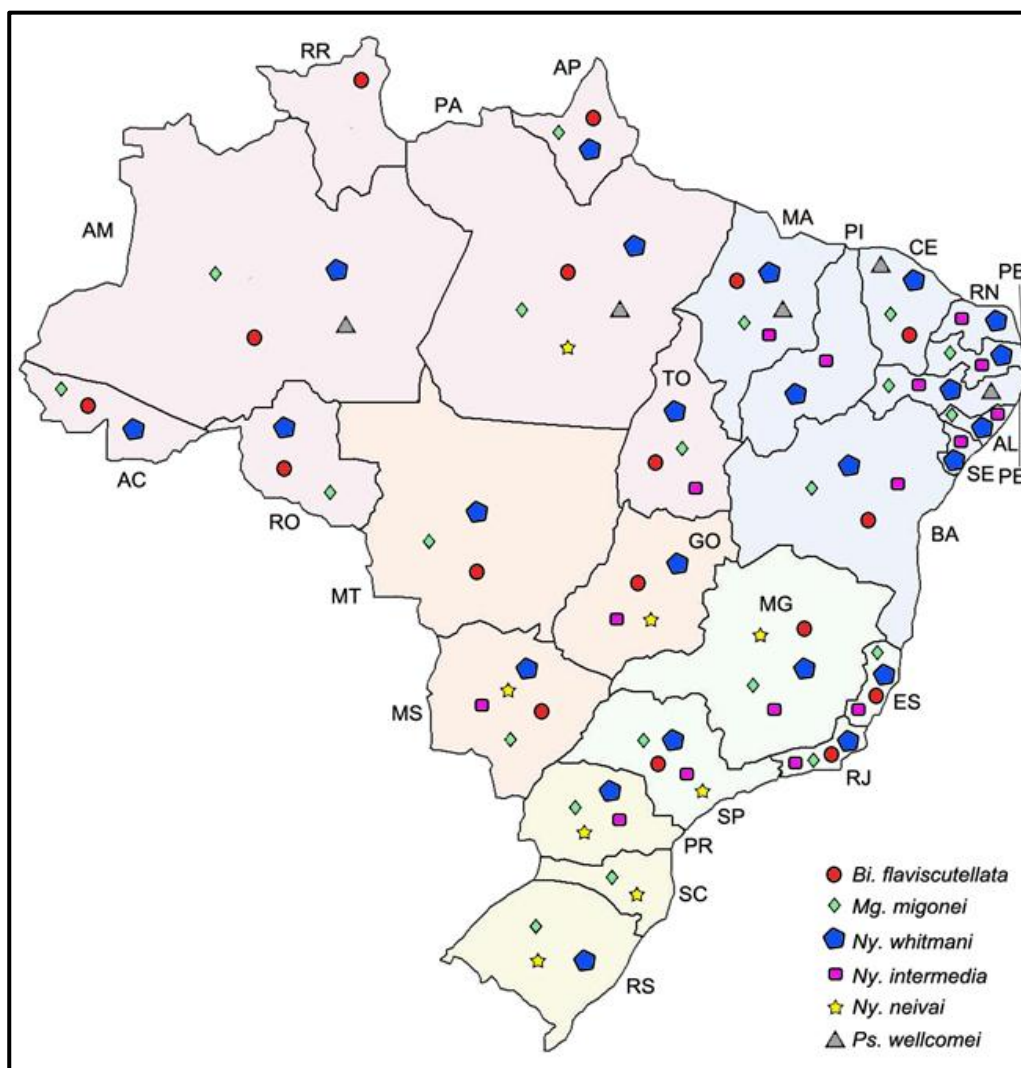 RR
AP
PA
AM
MA
PI
CE
PB
RN
TO
AL
SE
PE
AC
RO
BA
GO
MT
MG
MS
ES
RJ
SP
PR
SC
RS
Bi. flaviscutellata
Mg. migonei
Ny. whitmani
Ny. intermedia
Ny. neivai
Ps. wellcomei